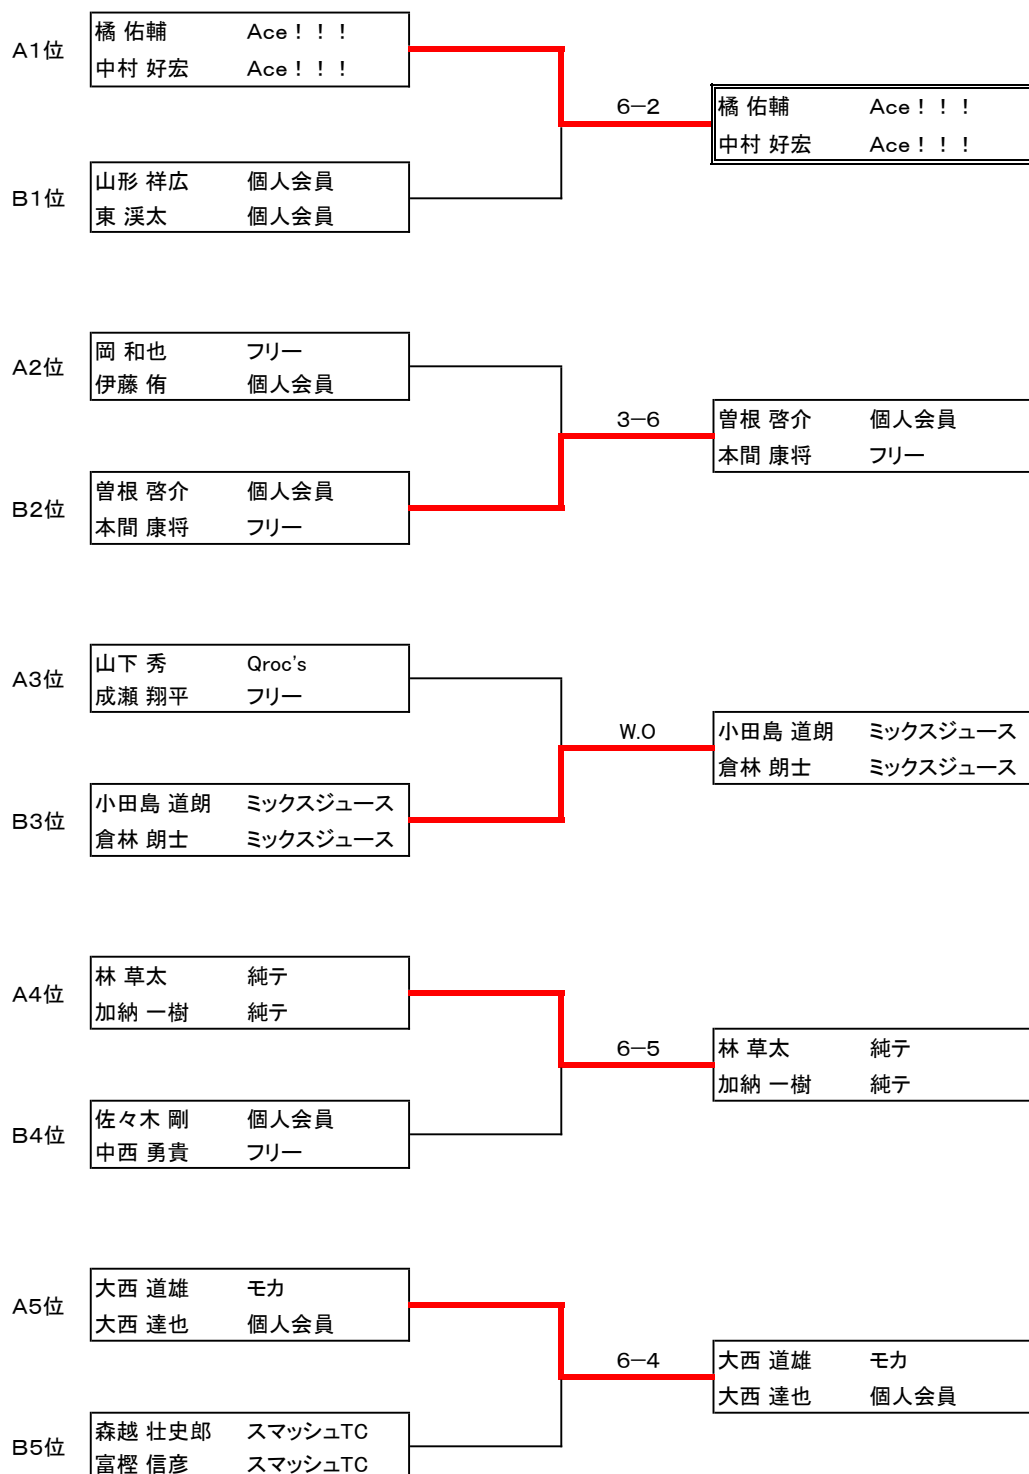 A1位
橘 佑輔 Ace！！！
中村 好宏 Ace！！！
6−2
橘 佑輔 Ace！！！
中村 好宏 Ace！！！
B1位
山形 祥広 個人会員
東 渓太 個人会員
A2位
岡 和也 フリー
伊藤 侑 個人会員
3−6
曽根 啓介 個人会員
本間 康将 フリー
B2位
曽根 啓介 個人会員
本間 康将 フリー
A3位
山下 秀 Qroc's
成瀬 翔平 フリー
W.O
小田島 道朗 ミックスジュース
倉林 朗士 ミックスジュース
B3位
小田島 道朗 ミックスジュース
倉林 朗士 ミックスジュース
A4位
林 草太 純テ
加納 一樹 純テ
6−5
林 草太 純テ
加納 一樹 純テ
B4位
佐々木 剛 個人会員
中西 勇貴 フリー
A5位
大西 道雄 モカ
大西 達也 個人会員
6−4
大西 道雄 モカ
大西 達也 個人会員
B5位
森越 壮史郎 スマッシュTC
富樫 信彦 スマッシュTC